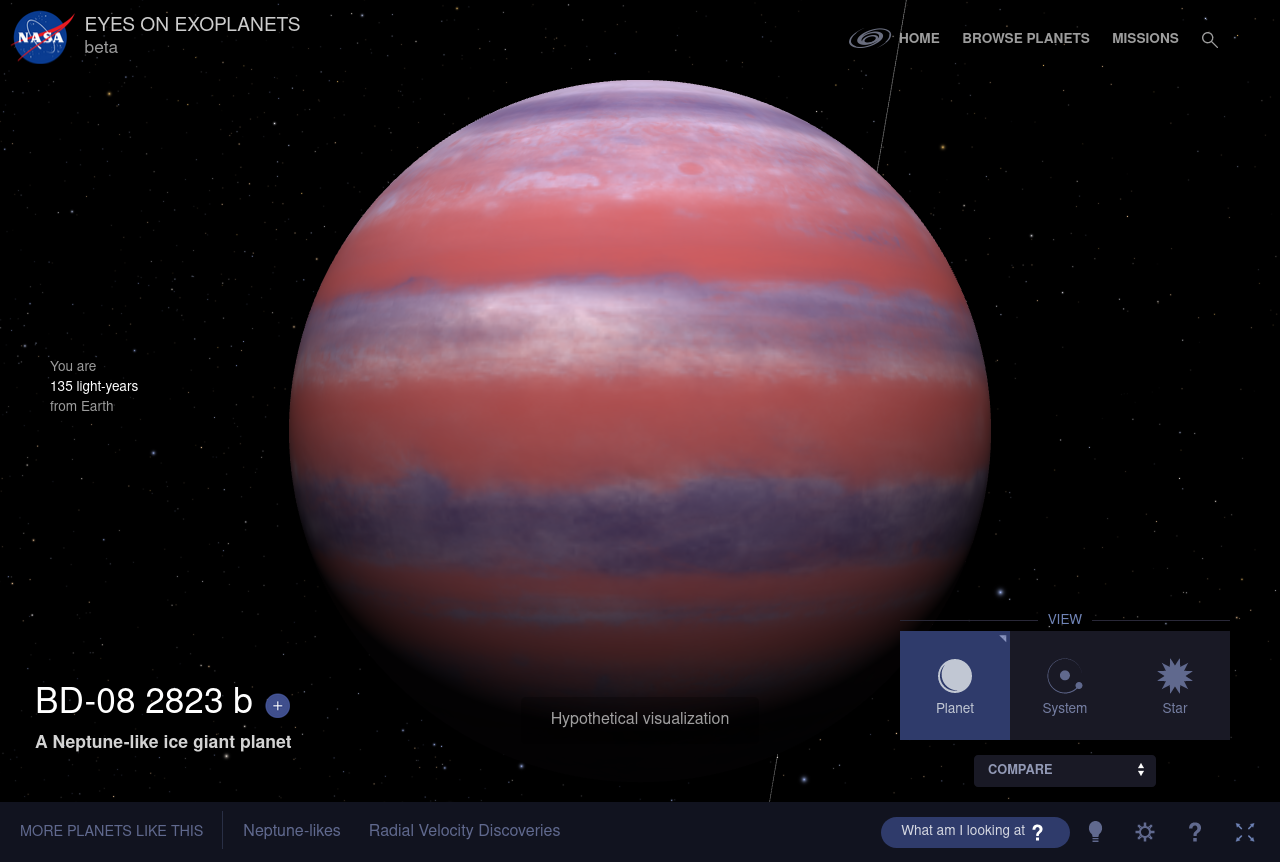 NASA
EYES ON EXOPLANETS
beta
HOME
BROWSE PLANETS
MISSIONS
You are
135 light-years
from Earth
VIEW
Planet
System
Star
BD-08 2823 b +
A Neptune-like ice giant planet
Hypothetical visualization
COMPARE
MORE PLANETS LIKE THIS
Neptune-likes
Radial Velocity Discoveries
What am I looking at ?
?